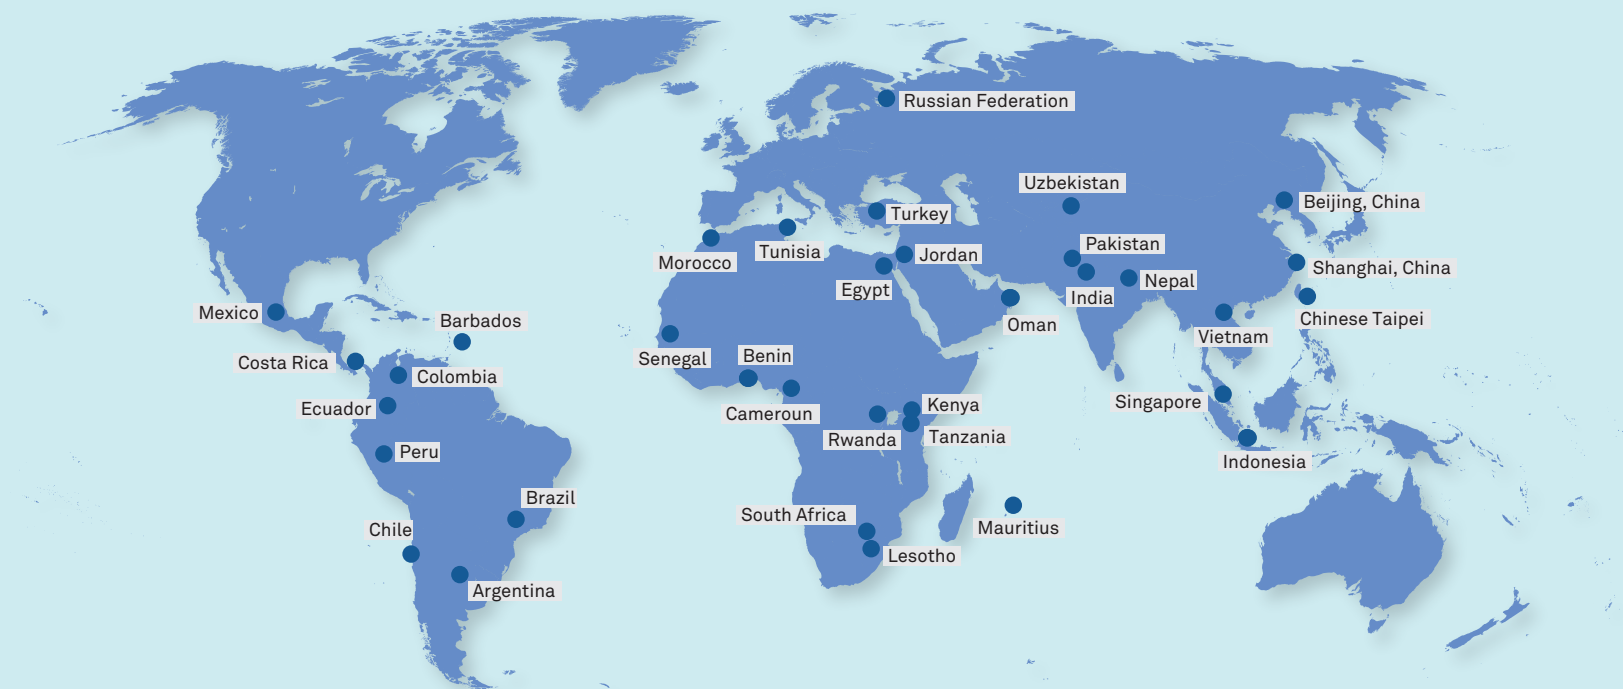 Russian Federation
Uzbekistan
Beijing, China
Turkey
Pakistan
Tunisia
Jordan
Morocco
Shanghai, China
Nepal
Egypt
India
Mexico
Barbados
Oman
Chinese Taipei
Vietnam
Senegal
Benin
Costa Rica
Colombia
Singapore
Kenya
Ecuador
Cameroun
Rwanda
Tanzania
Peru
Indonesia
Brazil
South Africa
Mauritius
Chile
Lesotho
Argentina